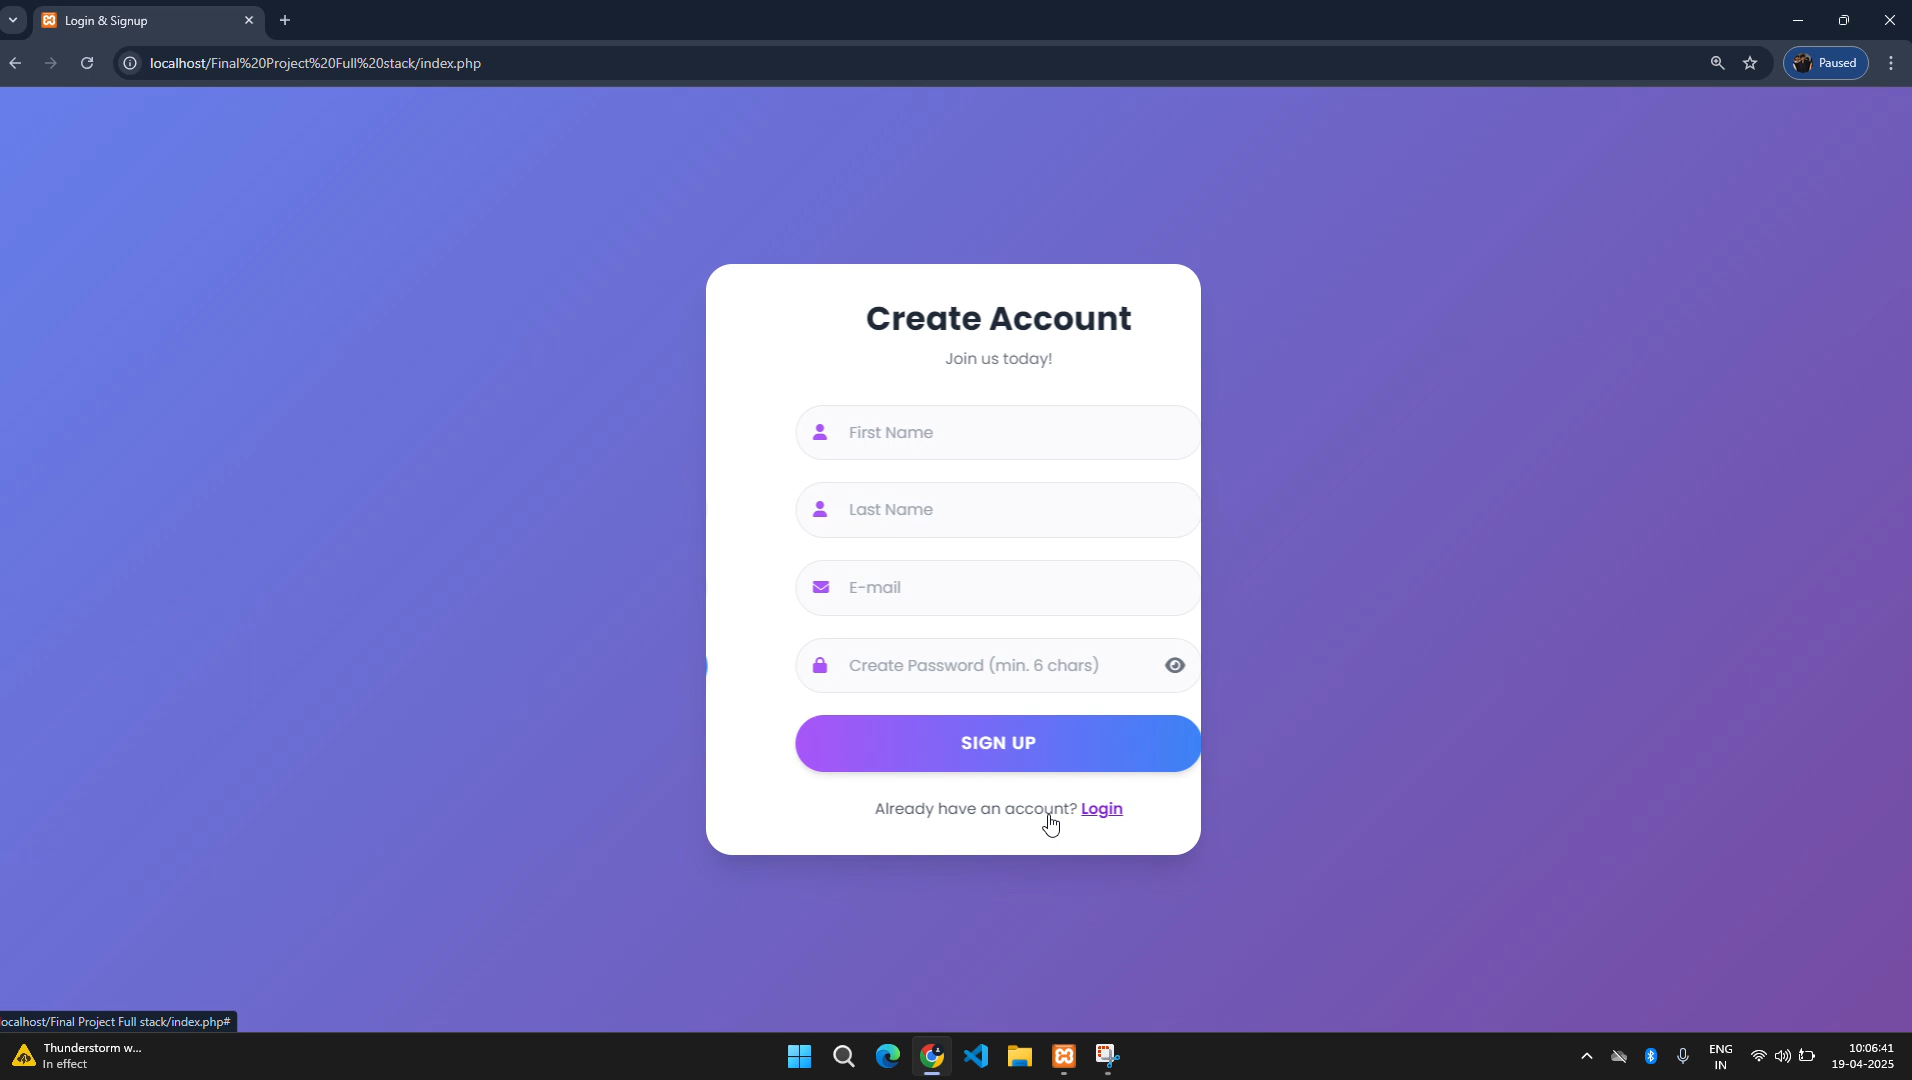 Login & Signup
localhost/Final%20Project%20Full%20stack/index.php
Paused
Create Account
Join us today!
First Name
Last Name
E-mail
Create Password (min. 6 chars)
SIGN UP
Already have an account? Login
ocalhost/Final Project Full stack/index.php#
Thunderstorm w...
In effect
ENG
IN
10:06:41
19-04-2025